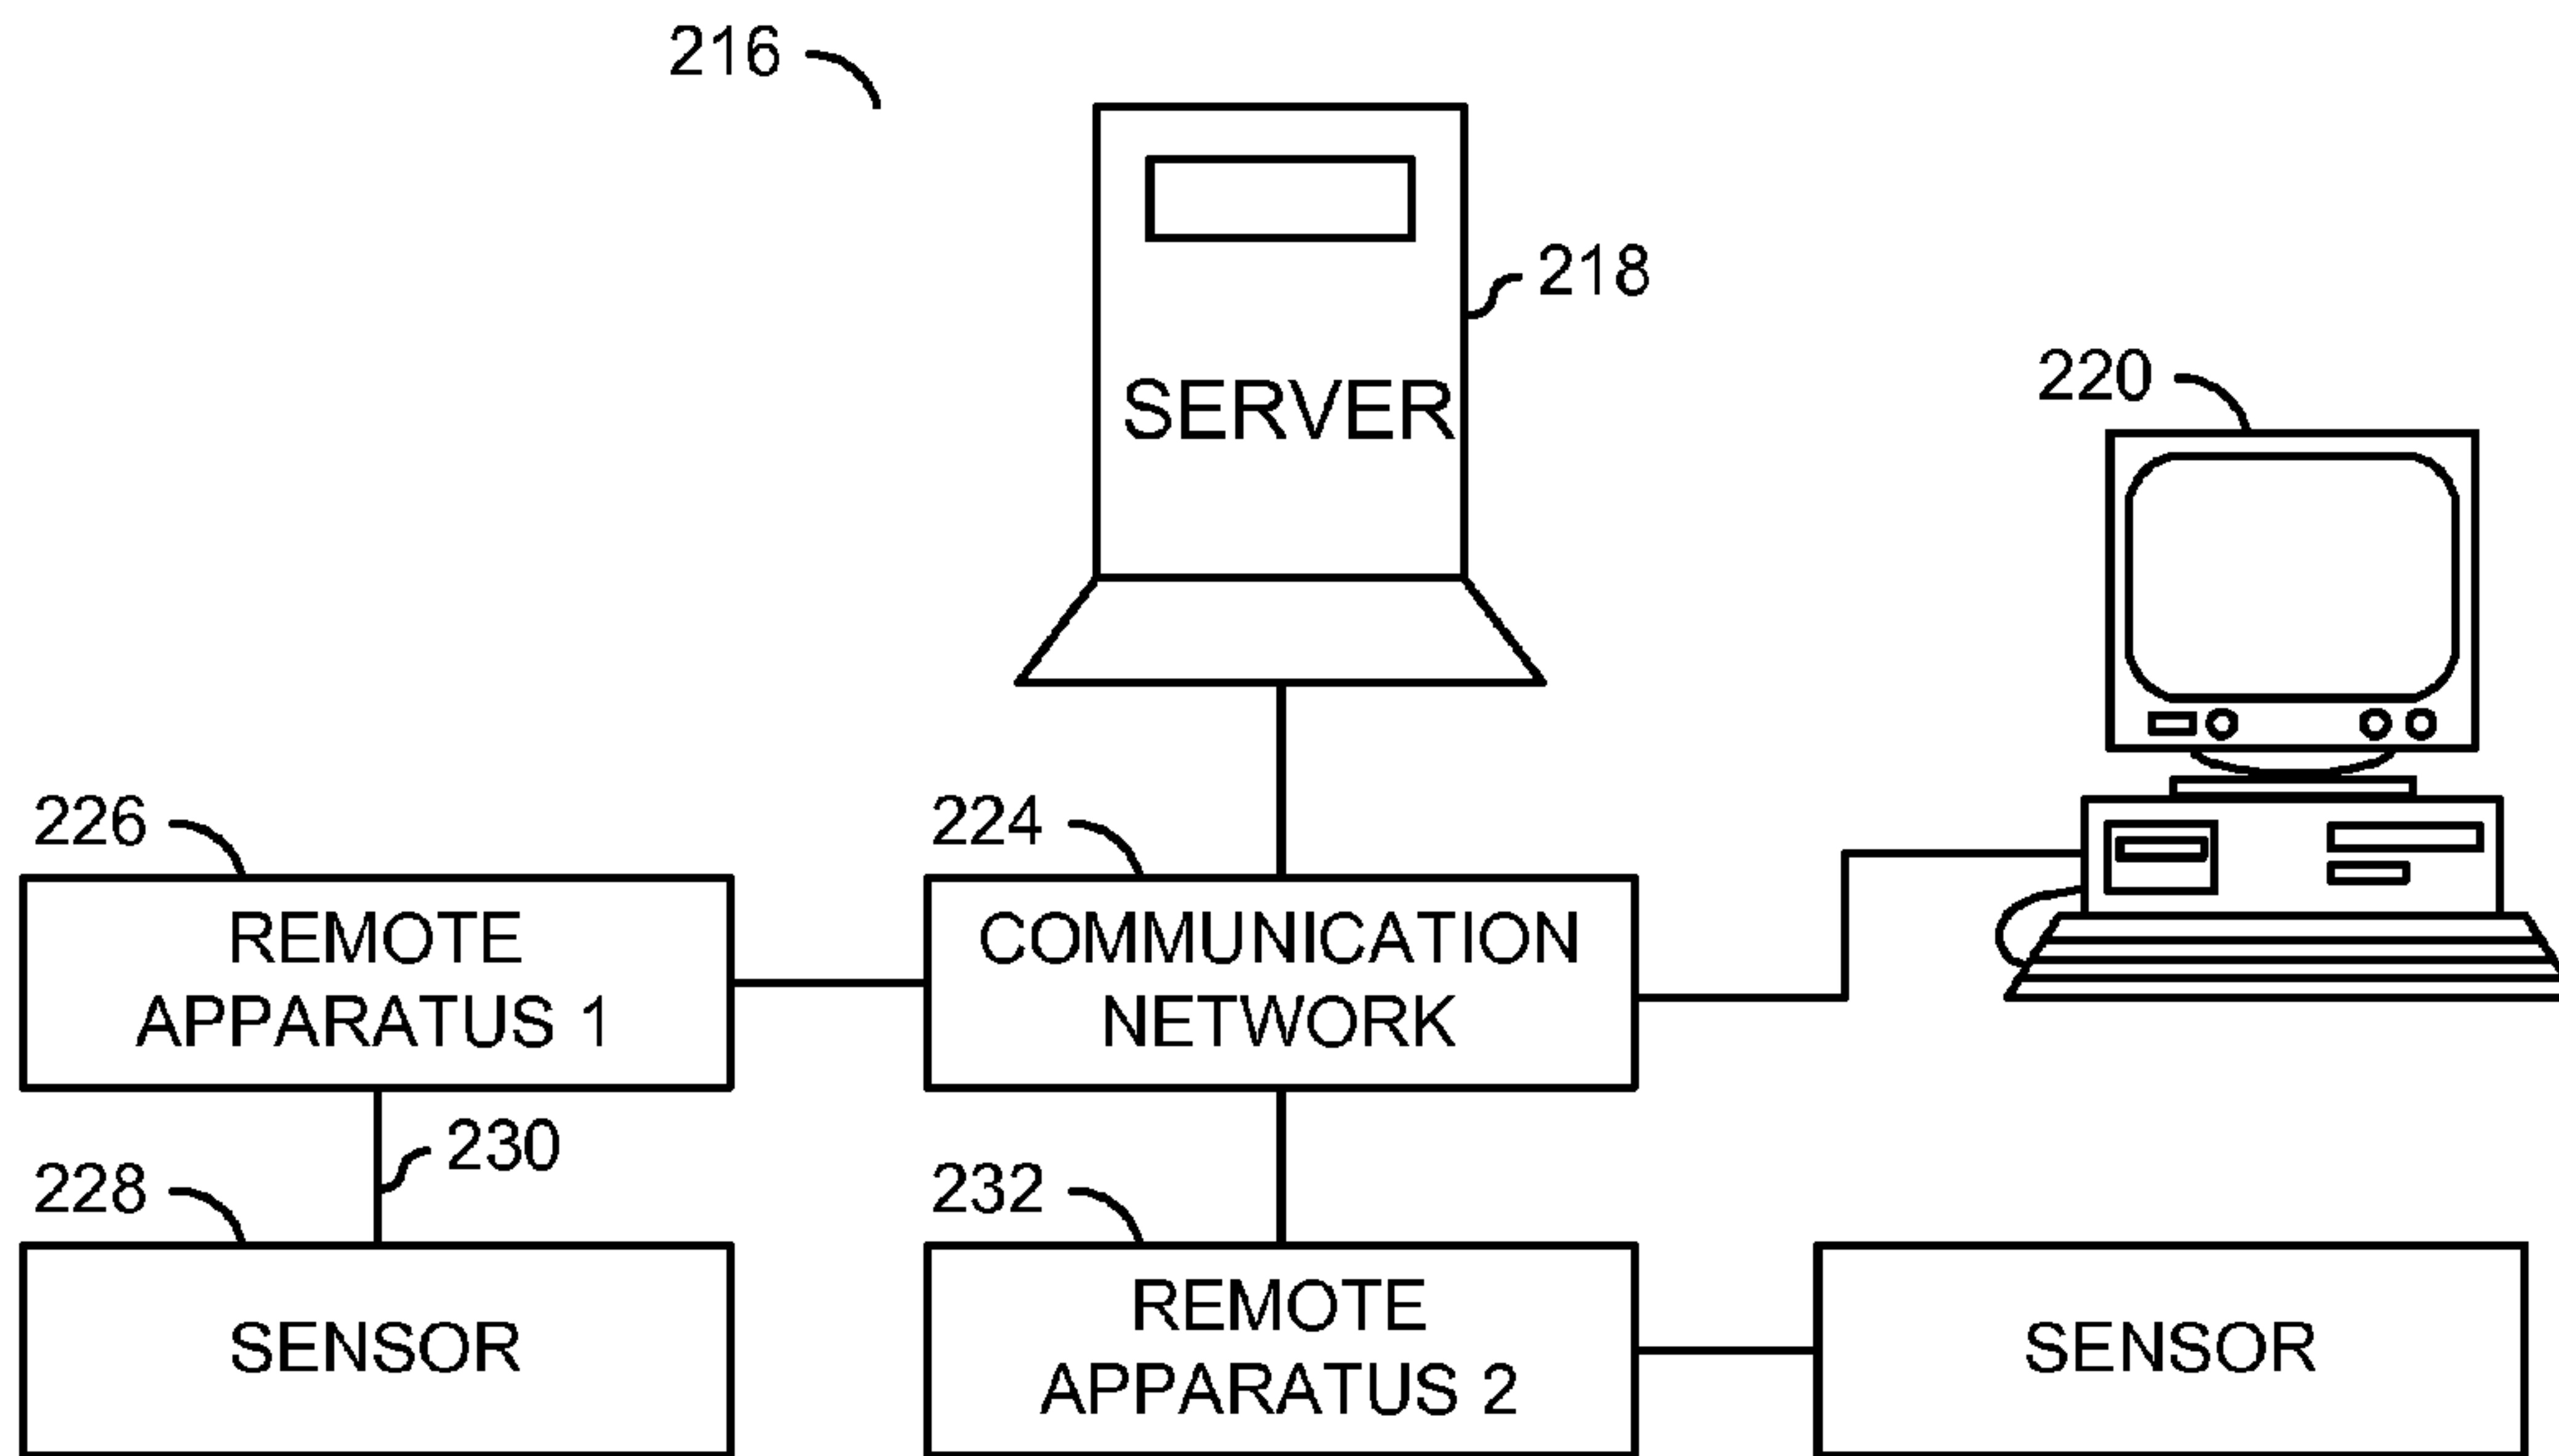 216
218
SERVER
220
226
224
REMOTE
APPARATUS 1
COMMUNICATION
NETWORK
230
228
232
SENSOR
REMOTE
APPARATUS 2
SENSOR